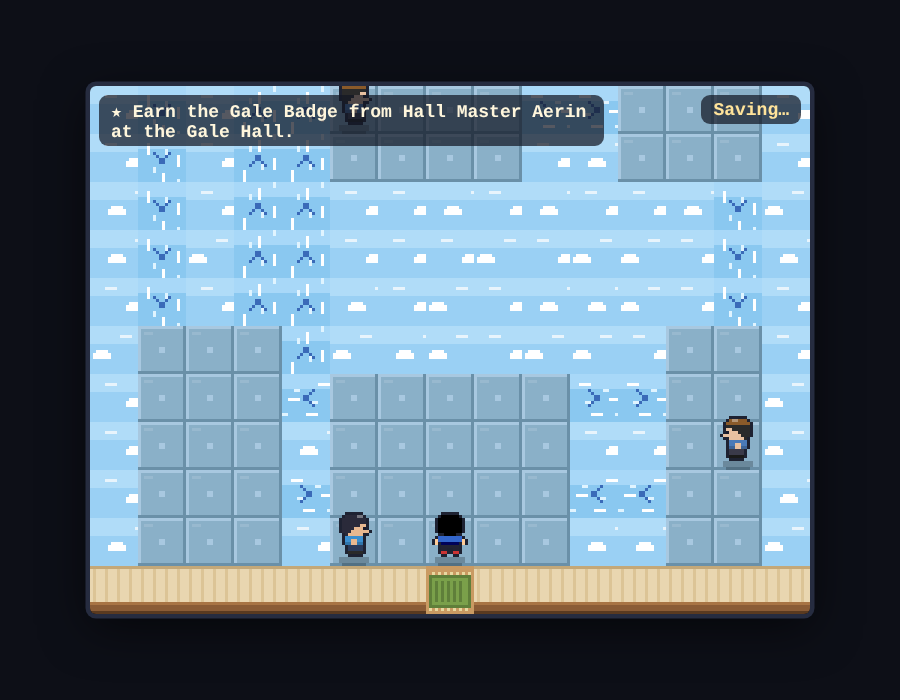 ★ Earn the Gale Badge from Hall Master Aerin
at the Gale Hall.
Saving…